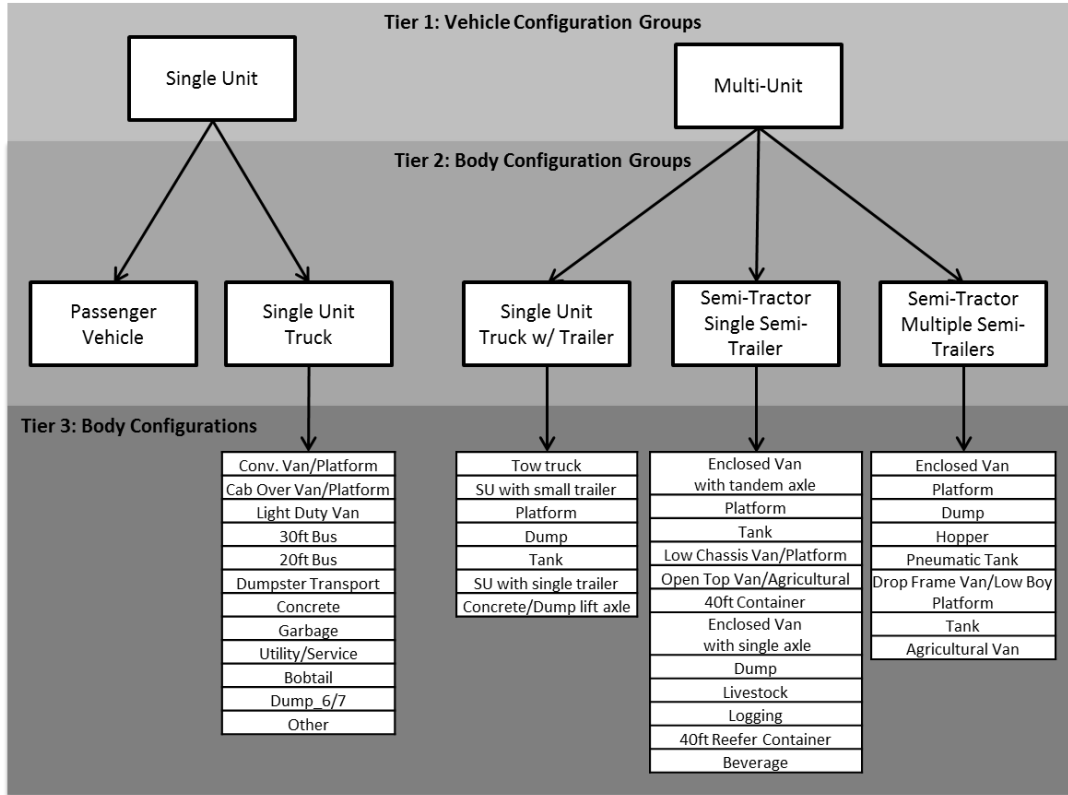 Tier 1: Vehicle Configuration Groups
Single Unit
Multi-Unit
Tier 2: Body Configuration Groups
Passenger
Vehicle
Single Unit
Truck
Single Unit
Truck w/ Trailer
Semi-Tractor
Single Semi-
Trailer
Semi-Tractor
Multiple Semi-
Trailers
Tier 3: Body Configurations
Conv. Van/Platform
Cab Over Van/Platform
Light Duty Van
30ft Bus
20ft Bus
Dumpster Transport
Concrete
Garbage
Utility/Service
Bobtail
Dump_6/7
Other
Tow truck
SU with small trailer
Platform
Dump
Tank
SU with single trailer
Concrete/Dump lift axle
Enclosed Van
with tandem axle
Platform
Tank
Low Chassis Van/Platform
Open Top Van/Agricultural
40ft Container
Enclosed Van
with single axle
Dump
Livestock
Logging
40ft Reefer Container
Beverage
Enclosed Van
Platform
Dump
Hopper
Pneumatic Tank
Drop Frame Van/Low Boy
Platform
Tank
Agricultural Van